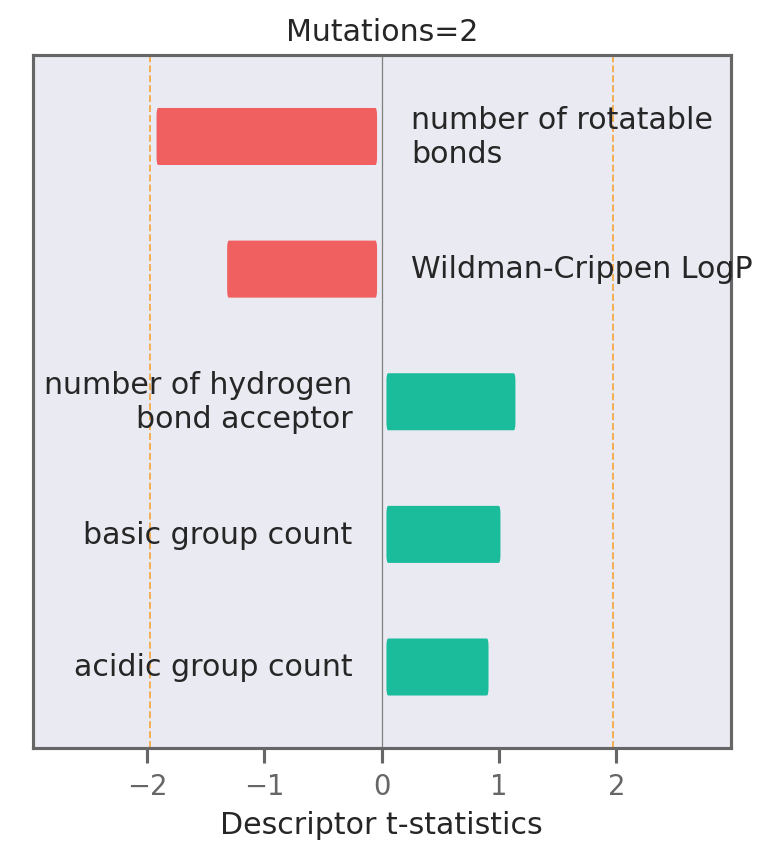 Mutations=2
number of rotatable
bonds
Wildman-Crippen LogP
number of hydrogen
bond acceptor
basic group count
acidic group count
−2 −1 0 1 2
Descriptor t-statistics